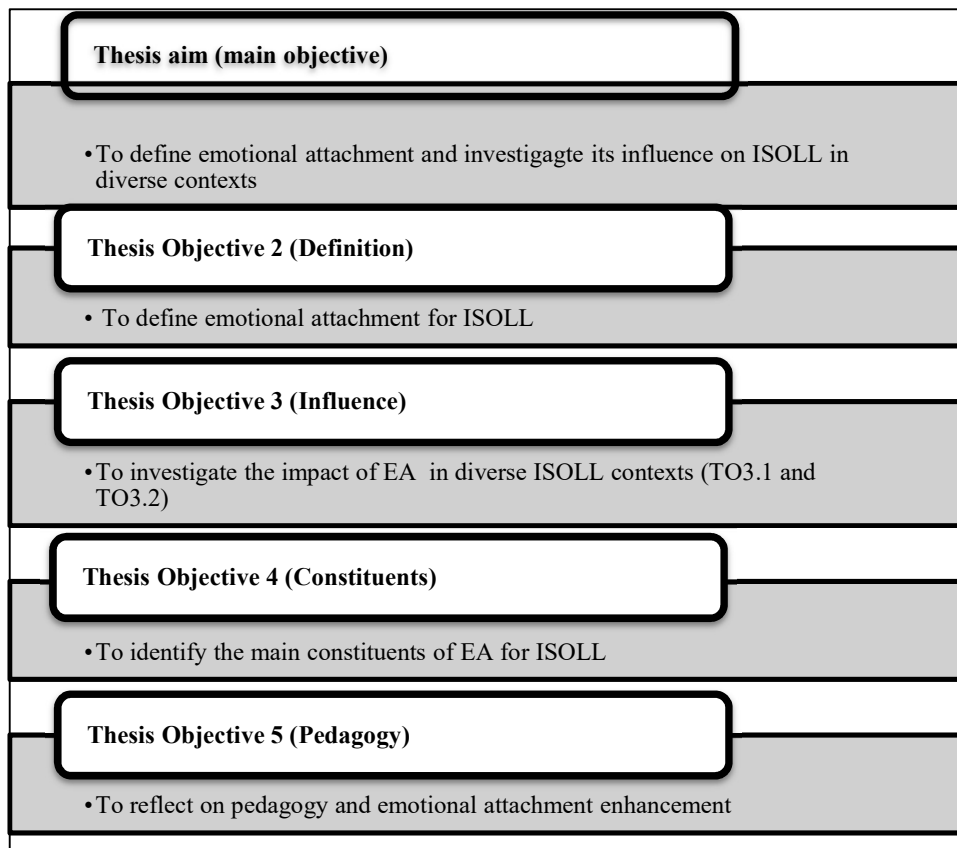 Thesis aim (main objective)
•To define emotional attachment and investigagte its influence on ISOLL in
diverse contexts
Thesis Objective 2 (Definition)
• To define emotional attachment for ISOLL
Thesis Objective 3 (Influence)
•To investigate the impact of EA in diverse ISOLL contexts (TO3.1 and
TO3.2)
Thesis Objective 4 (Constituents)
•To identify the main constituents of EA for ISOLL
Thesis Objective 5 (Pedagogy)
•To reflect on pedagogy and emotional attachment enhancement